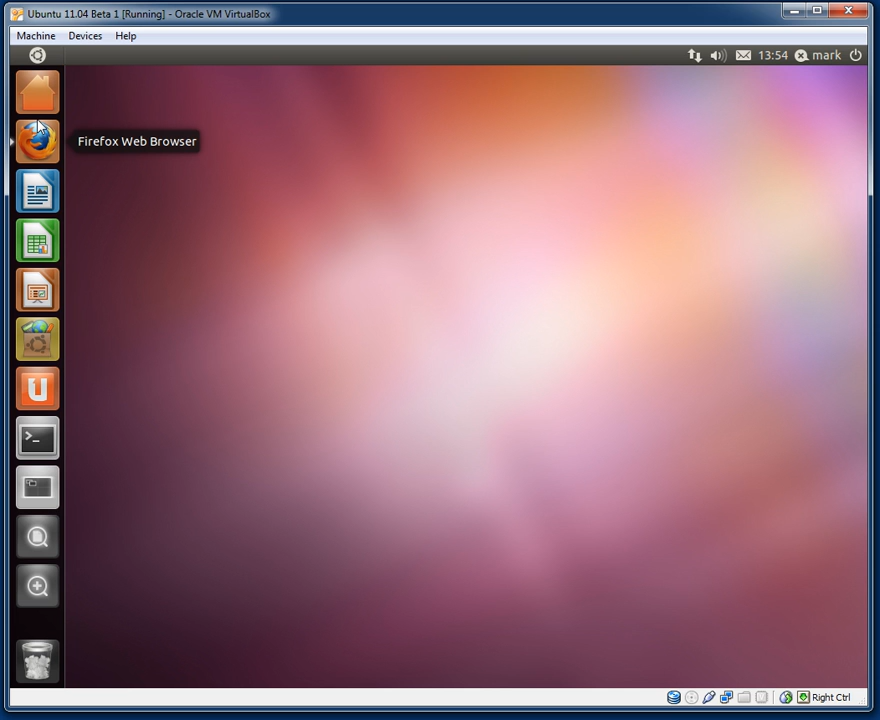 Ubuntu 11.04 Beta 1 [Running] - Oracle VM VirtualBox
Machine Devices Help
13:54 mark
Firefox Web Browser
U
>_
Right Ctrl